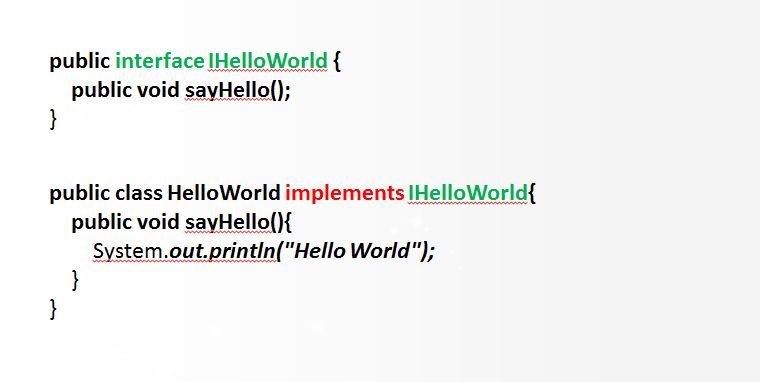 public interface IHelloWorld {
public void sayHello();
}
public class HelloWorld implements IHelloWorld{
public void sayHello(){
System.out.println("Hello World");
}
}